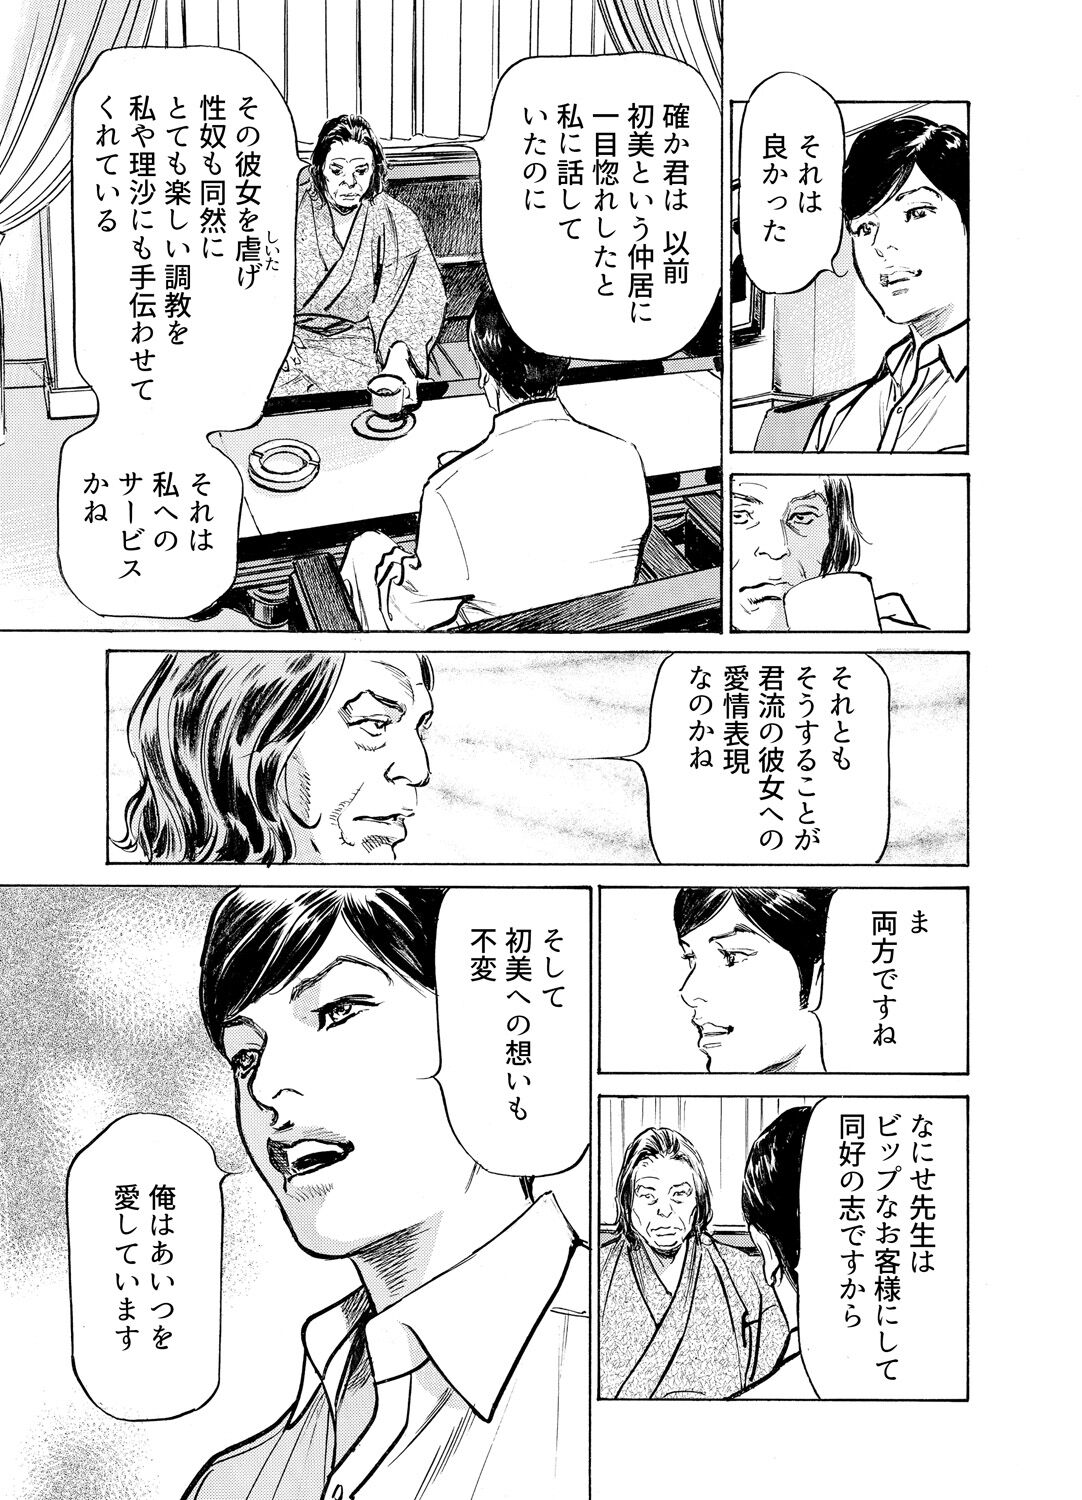 それは
良かった
確か君は 以前
初美という仲居に
一目惚れしたと
私に話して
いたのに
その彼女を虐げ
しいた
性奴も同然に
とても楽しい調教を
私や理沙にも手伝わせて
くれている
それは
私への
サービス
かね
それとも
そうすることが
君流の彼女への
愛情表現
なのかね
ま
両方ですね
なにせ先生は
ビップなお客様にして
同好の志ですから
そして
初美への想いも
不変
俺はあいつを
愛しています